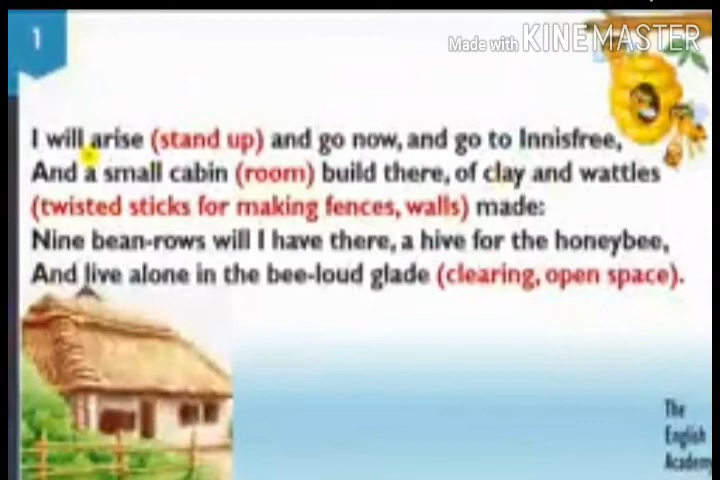 1
Made with KINEMASTER
I will arise (stand up) and go now, and go to Innisfree,
And a small cabin (room) build there, of clay and wattles
(twisted sticks for making fences, walls) made:
Nine bean-rows will I have there, a hive for the honeybee,
And live alone in the bee-loud glade (clearing, open space).
The
English
Academy